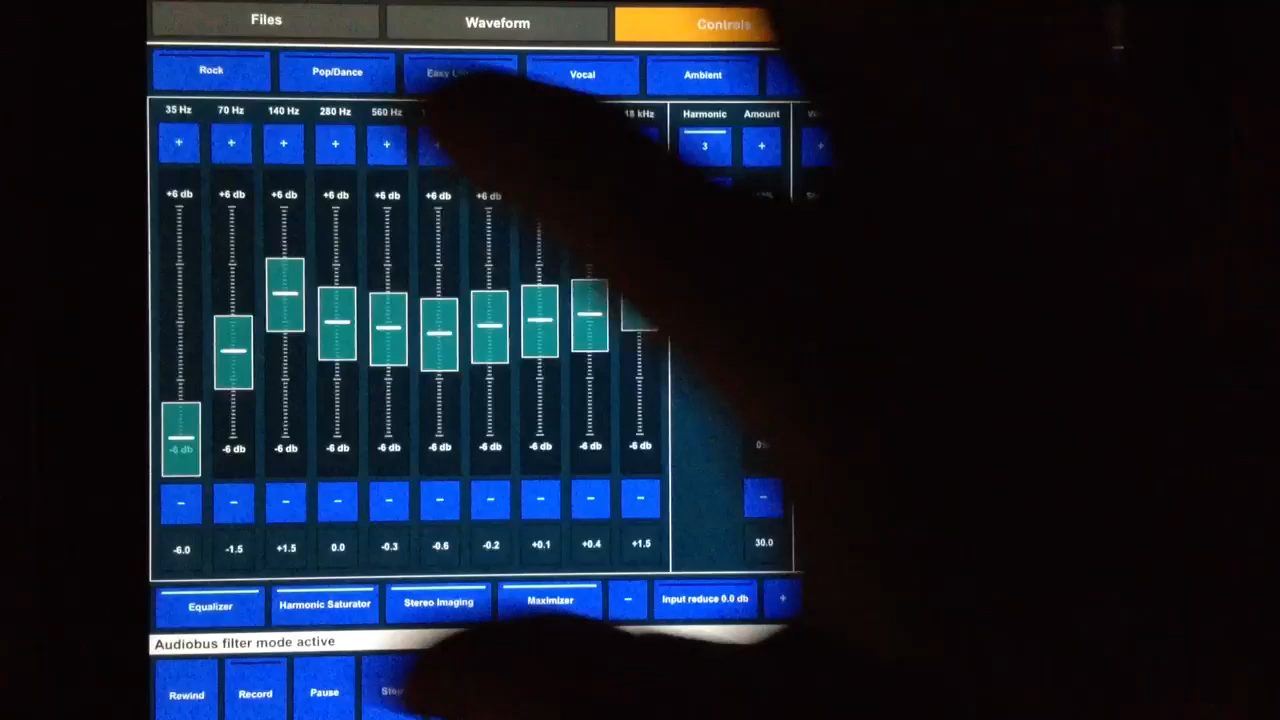 Files Waveform Controls
Rock Pop/Dance Easy Vocal Ambient
35 Hz 70 Hz 140 Hz 280 Hz 560 Hz 18 kHz Harmonic Amount
+ + + + + 3 + +
+6 db +6 db +6 db +6 db +6 db +6 db +6 db
-6 db -6 db -6 db -6 db -6 db -6 db -6 db -6 db -6 db -6 db
- - - - - - - - - - -
-6.0 -1.5 +1.5 0.0 -0.3 -0.6 -0.2 +0.1 +0.4 +1.5 30.0
Equalizer Harmonic Saturator Stereo Imaging Maximizer - Input reduce 0.0 db +
Audiobus filter mode active
Rewind Record Pause Stop